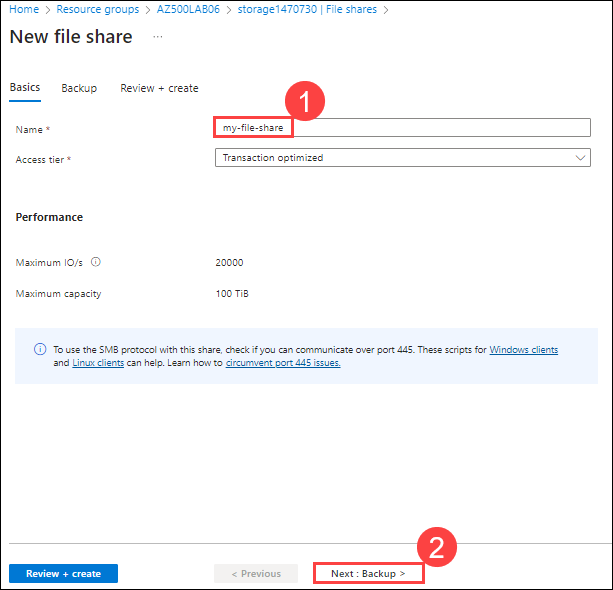 Home > Resource groups > AZ500LAB06 > storage1470730 | File shares >
New file share ...
Basics Backup Review + create
1
Name * my-file-share
Access tier * Transaction optimized
Performance
Maximum IO/s 20000
Maximum capacity 100 TiB
To use the SMB protocol with this share, check if you can communicate over port 445. These scripts for Windows clients
and Linux clients can help. Learn how to circumvent port 445 issues.
2
Review + create < Previous Next : Backup >